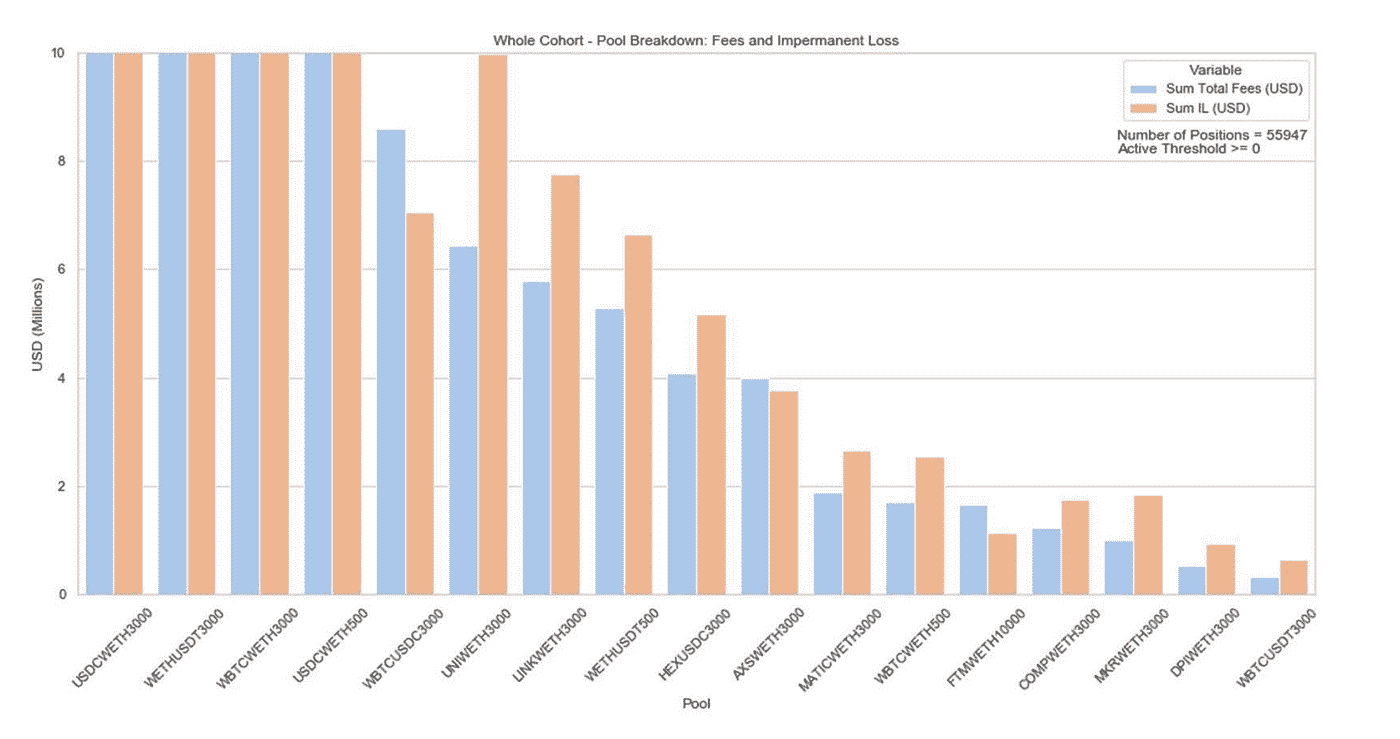 Whole Cohort - Pool Breakdown: Fees and Impermanent Loss
Variable
Sum Total Fees (USD)
Sum IL (USD)
Number of Positions = 55947
Active Threshold >= 0
USD (Millions)
10
8
6
4
2
0
USDCWETH3000
WETHUSDT3000
WBTCWETH3000
USDCWETH500
WBTCUSDC3000
UNIWETH3000
LINKWETH3000
WETHUSDT500
HEXUSDC3000
AXSWETH3000
MATICWETH3000
WBTCWETH500
FTMWETH10000
COMPWETH3000
MKRWETH3000
DPIWETH3000
WBTCUSDT3000
Pool